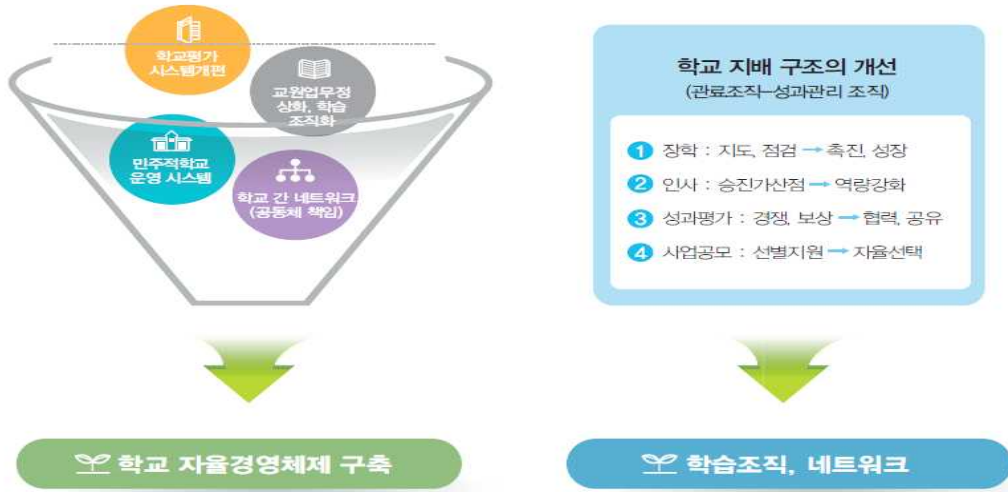 학교평가
시스템개편
교원업무정
상화, 학습
조직화
민주적학교
운영 시스템
학교 간 네트워크
(공동체 책임)
학교 자율경영체제 구축
학교 지배 구조의 개선
(관료조직-성과관리 조직)
1 장학 : 지도, 점검 → 촉진, 성장
2 인사 : 승진가산점 → 역량강화
3 성과평가 : 경쟁, 보상 → 협력, 공유
4 사업공모 : 선별지원 → 자율선택
학습조직, 네트워크